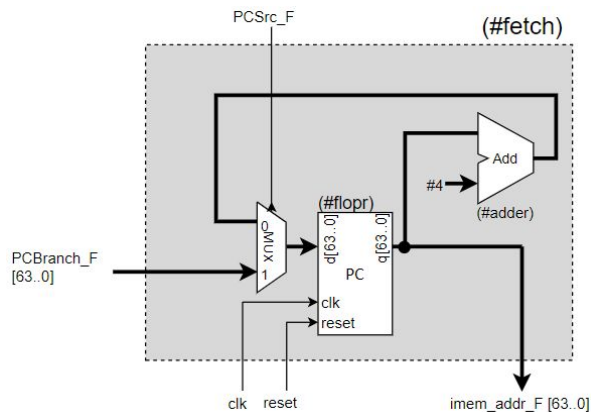 PCSrc_F
(#fetch)
Add
#4
(#adder)
(#flopr)
0
MUX
1
d[63..0]
q[63..0]
PC
clk
reset
PCBranch_F
[63..0]
clk
reset
imem_addr_F [63..0]